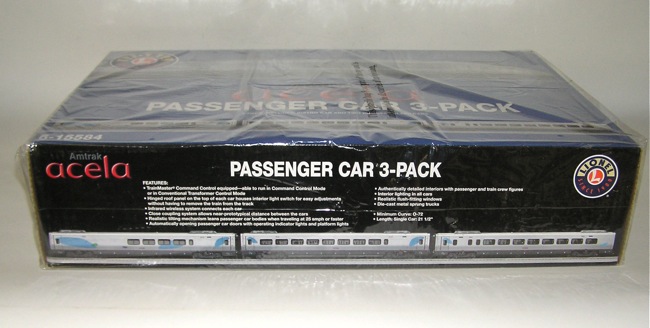 LIONEL
PASSENGER CAR 3-PACK
6-15584
Amtrak
acela
PASSENGER CAR 3-PACK
LIONEL
FEATURES:
• TrainMaster® Command Control equipped—able to run in Command Control Mode
or in Conventional Transformer Control Mode
• Hinged roof panel on the top of each car houses interior light switch for easy adjustments
without having to remove the train from the track
• Infrared wireless system connects each car
• Close coupling system allows near-prototypical distance between the cars
• Realistic tilting mechanism leans passenger car bodies when traveling at 25 smph or faster
• Automatically opening passenger car doors with operating indicator lights and platform lights
• Authentically detailed interiors with passenger and train crew figures
• Interior lighting in all cars
• Realistic flush-fitting windows
• Die-cast metal sprung trucks
• Minimum Curve: O-72
• Length: Single Car: 21 1/2"